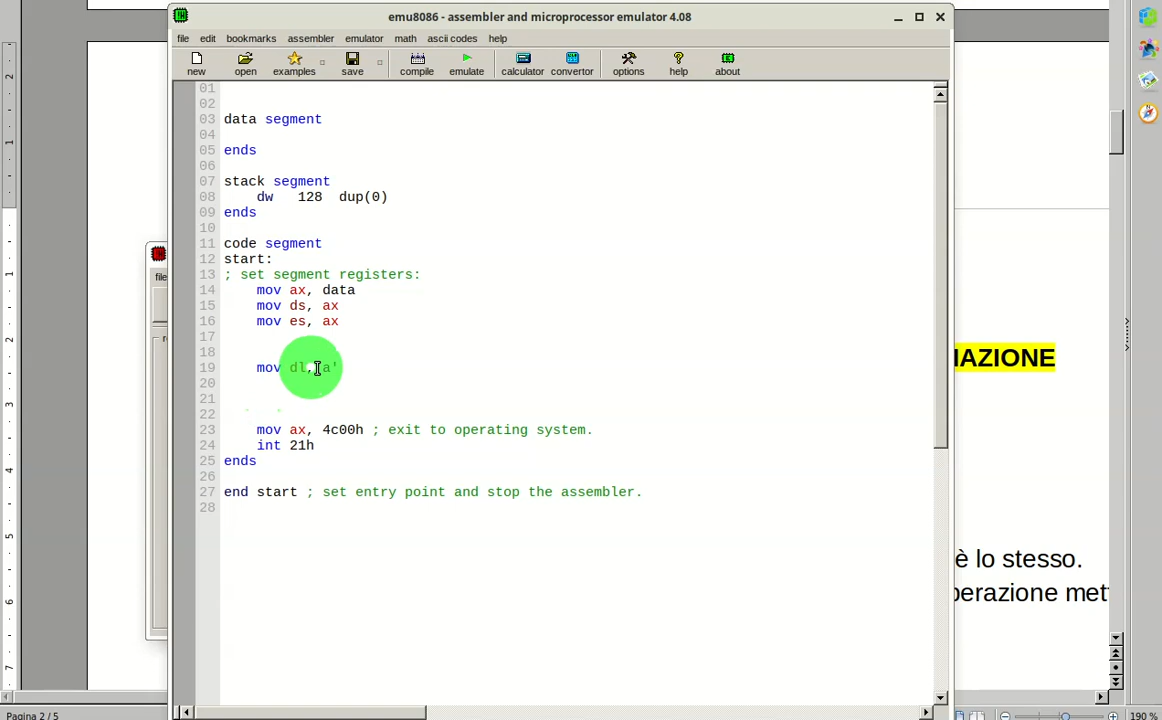 emu8086 - assembler and microprocessor emulator 4.08
file edit bookmarks assembler emulator math ascii codes help
new open examples save compile emulate calculator convertor options help about
01
02
03 data segment
04
05 ends
06
07 stack segment
08 dw 128 dup(0)
09 ends
10
11 code segment
12 start:
13 ; set segment registers:
14 mov ax, data
15 mov ds, ax
16 mov es, ax
17
18
19 mov dl, a'
20
21
22
23 mov ax, 4c00h ; exit to operating system.
24 int 21h
25 ends
26
27 end start ; set entry point and stop the assembler.
28
file
IAZIONE
è lo stesso.
perazione met
Pagina 2 / 5
190 %